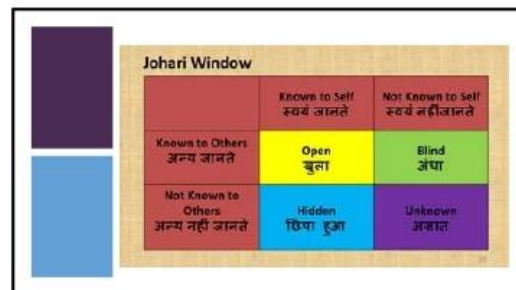 Johari Window
Known to Self
स्वयं जानते
Not Known to Self
स्वयं नहींजानते
Known to Others
अन्य जानते
Open
खुला
Blind
अंधा
Not Known to
Others
अन्य नहीं जानते
Hidden
छिपा हुआ
Unknown
अज्ञात